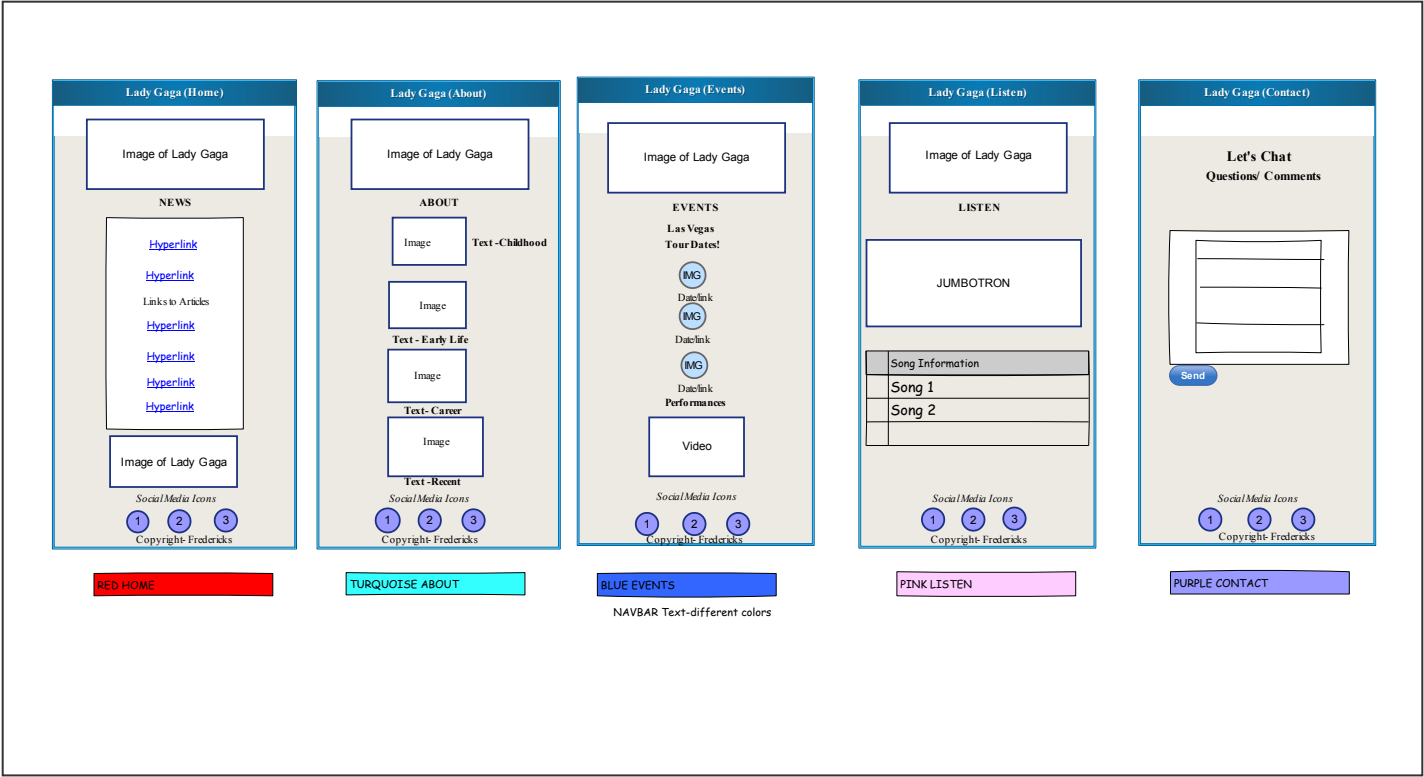 Lady Gaga (Home)
Image of Lady Gaga
NEWS
Hyperlink
Hyperlink
Links to Articles
Hyperlink
Hyperlink
Hyperlink
Hyperlink
Image of Lady Gaga
Social Media Icons
1 2 3
Copyright- Fredericks
RED HOME
Lady Gaga (About)
Image of Lady Gaga
ABOUT
Image
Text -Childhood
Image
Text - Early Life
Image
Text- Career
Image
Text -Recent
Social Media Icons
1 2 3
Copyright- Fredericks
TURQUOISE ABOUT
Lady Gaga (Events)
Image of Lady Gaga
EVENTS
Las Vegas
Tour Dates!
IMG
Date/link
IMG
Date/link
IMG
Date/link
Performances
Video
Social Media Icons
1 2 3
Copyright- Fredericks
BLUE EVENTS
NAVBAR Text-different colors
Lady Gaga (Listen)
Image of Lady Gaga
LISTEN
JUMBOTRON
Song Information
Song 1
Song 2
Social Media Icons
1 2 3
Copyright- Fredericks
PINK LISTEN
Lady Gaga (Contact)
Let's Chat
Questions/ Comments
Send
Social Media Icons
1 2 3
Copyright- Fredericks
PURPLE CONTACT